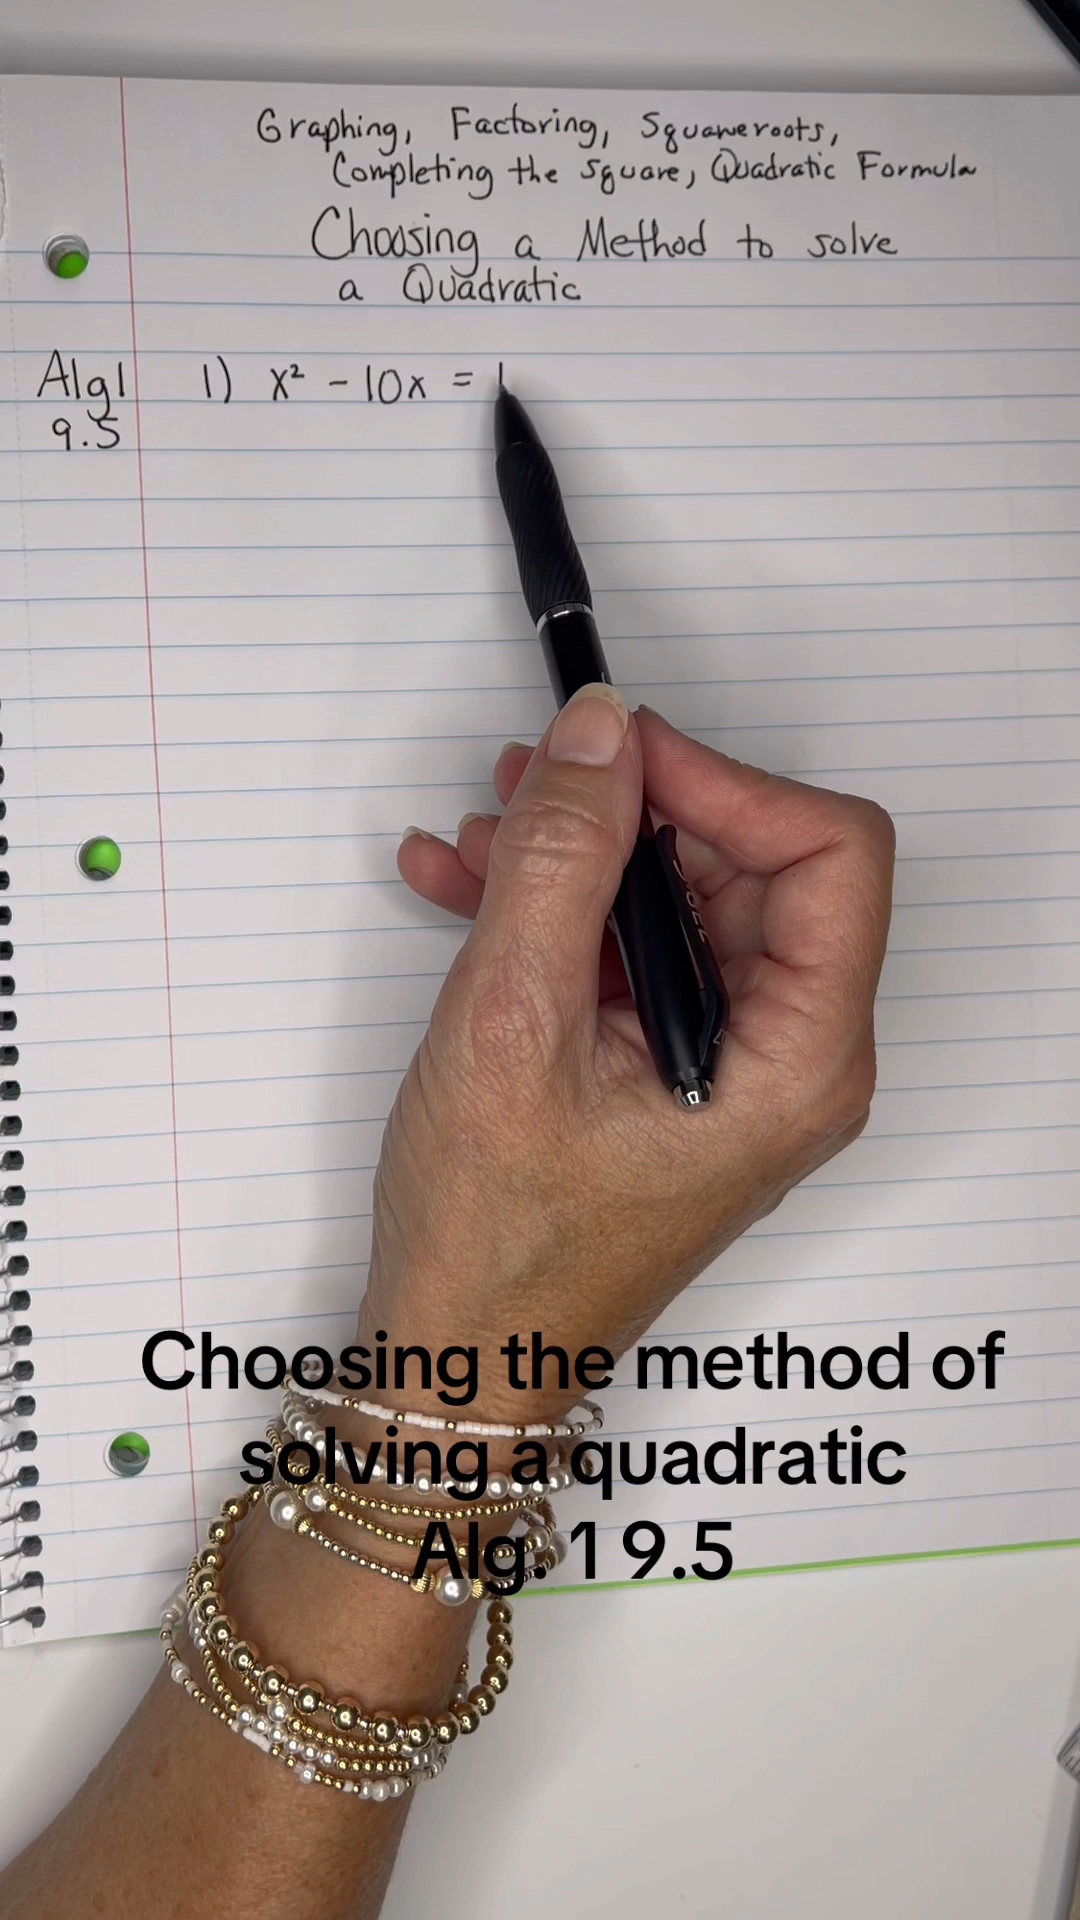 Graphing, Factoring, Squareroots,
Completing the square, Quadratic Formula
Choosing a Method to solve
a Quadratic
Alg1 1) x² - 10x = 1
9.5
Choosing the method of
solving a quadratic
Alg. 1 9.5